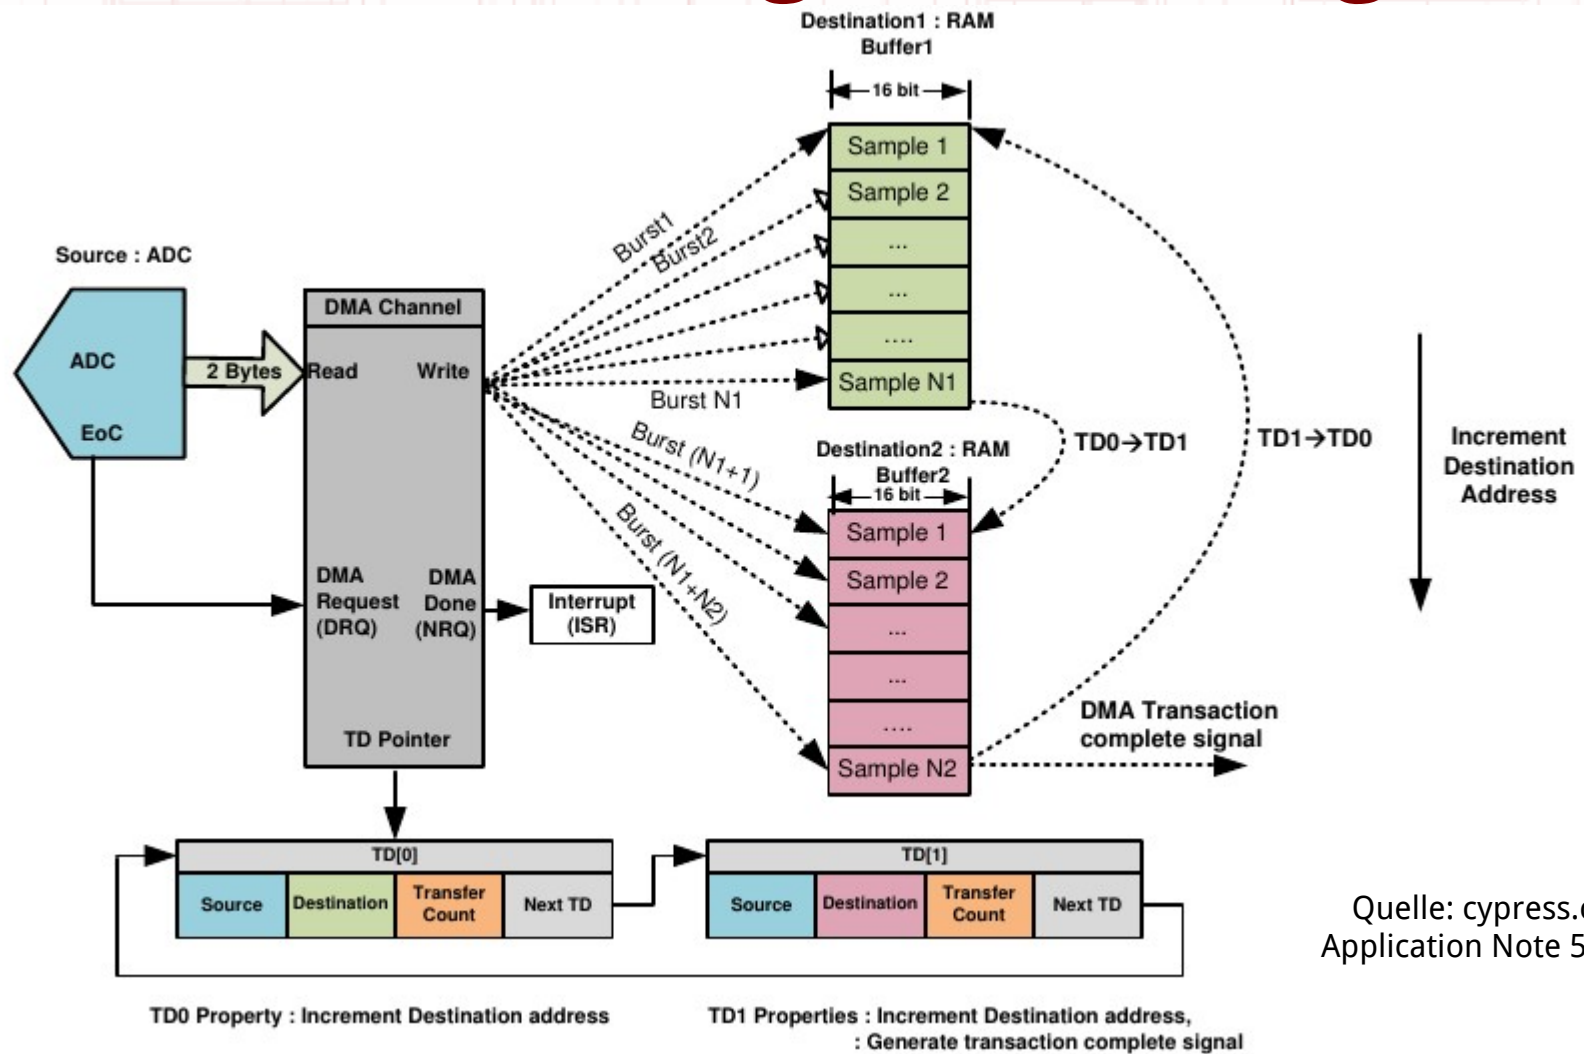 Destination1 : RAM
Buffer1
16 bit
Sample 1
Sample 2
...
...
....
Sample N1
Burst1
Burst2
Burst N1
Burst (N1+1)
Burst (N1+N2)
Source : ADC
ADC
EoC
2 Bytes
DMA Channel
Read
Write
DMA
Request
(DRQ)
DMA
Done
(NRQ)
TD Pointer
Interrupt
(ISR)
Destination2 : RAM
Buffer2
16 bit
Sample 1
Sample 2
...
...
....
Sample N2
TD0→TD1
TD1→TD0
Increment
Destination
Address
DMA Transaction
complete signal
TD[0]
Source
Destination
Transfer
Count
Next TD
TD[1]
Source
Destination
Transfer
Count
Next TD
Quelle: cypress.
Application Note 5
TD0 Property : Increment Destination address
TD1 Properties : Increment Destination address,
: Generate transaction complete signal